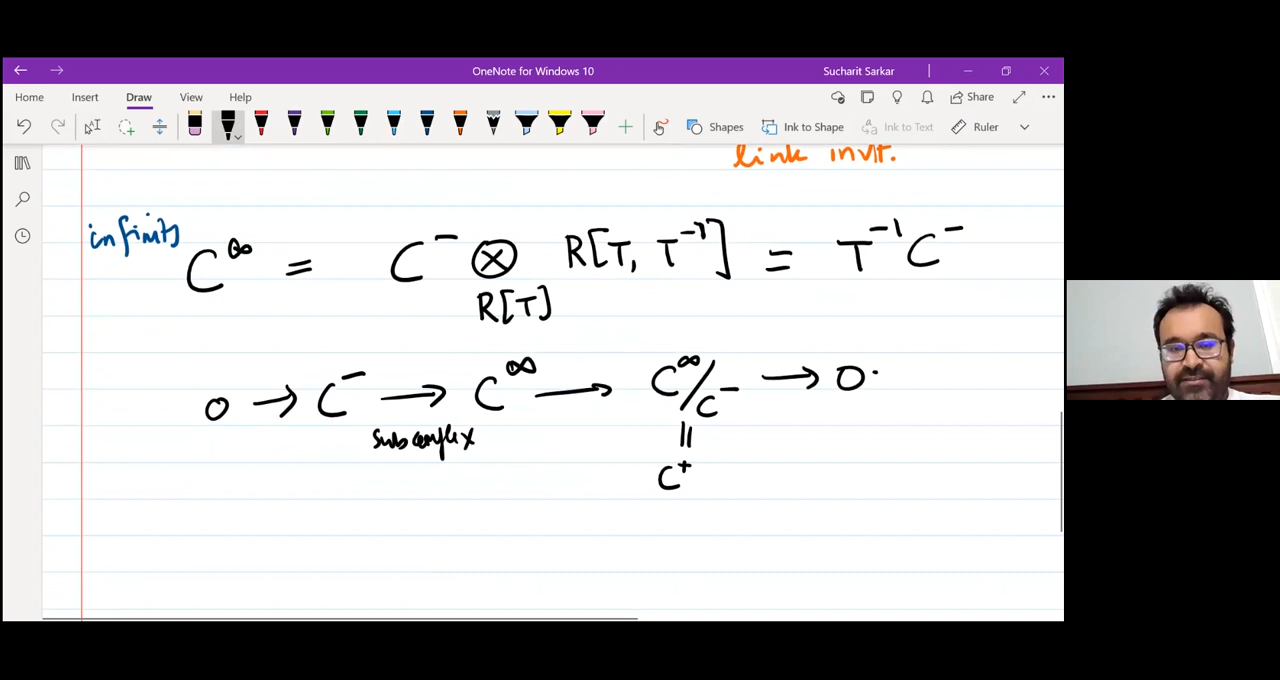 OneNote for Windows 10
Sucharit Sarkar
Home Insert Draw View Help
Share
Shapes
Ink to Shape
Ink to Text
Ruler
link invt.
infinity
C^∞ = C^- ⊗_{R[T]} R[T, T^{-1}] = T^{-1} C^-
0 → C^- → C^∞ → C^∞/C^- → 0.
subcomplex
||
C^+